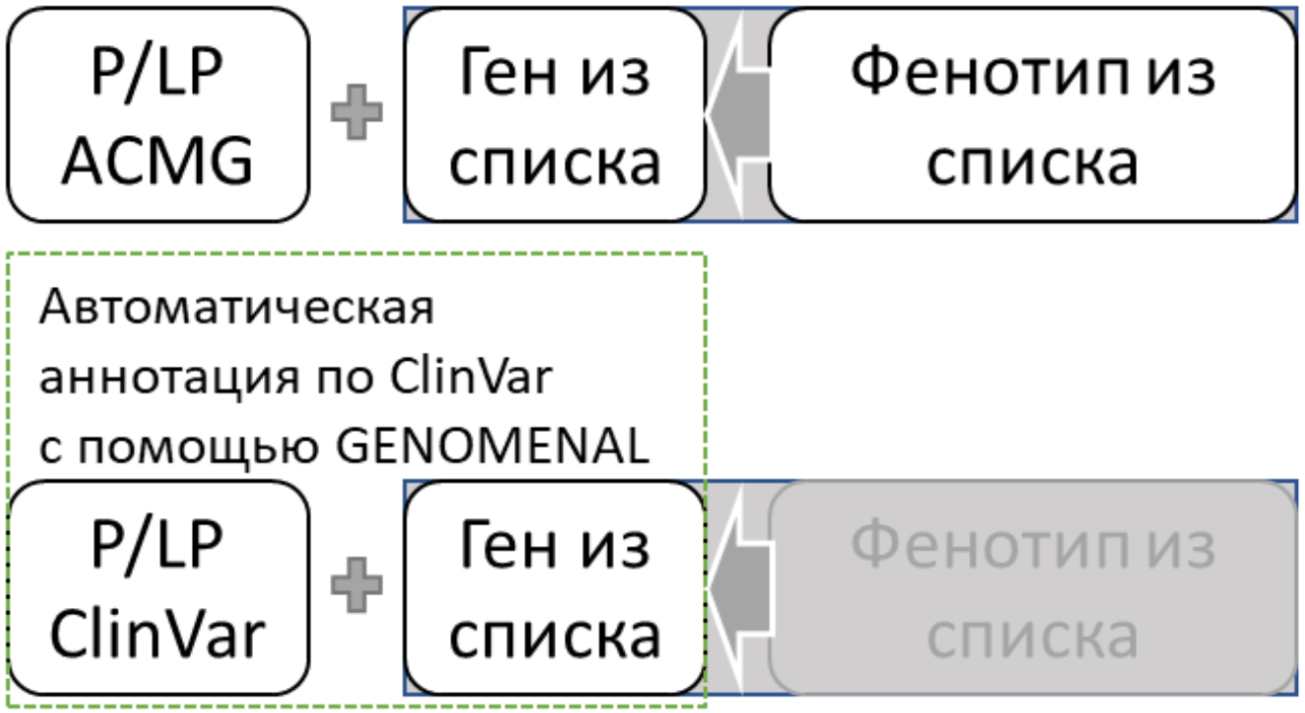 P/LP
ACMG
Ген из
списка
Фенотип из
списка
Автоматическая
аннотация по ClinVar
с помощью GENOMENAL
P/LP
ClinVar
Ген из
списка
Фенотип из
списка